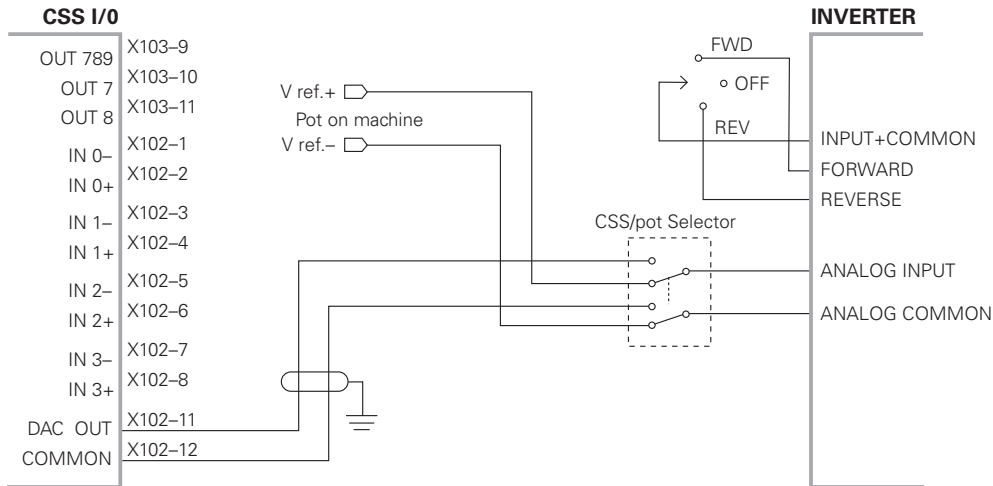 CSS I/0
INVERTER
OUT 789
X103–9
OUT 7
X103–10
OUT 8
X103–11
IN 0–
X102–1
IN 0+
X102–2
IN 1–
X102–3
IN 1+
X102–4
IN 2–
X102–5
IN 2+
X102–6
IN 3–
X102–7
IN 3+
X102–8
DAC OUT
X102–11
COMMON
X102–12
V ref.+
Pot on machine
V ref.–
FWD
OFF
REV
CSS/pot Selector
INPUT+COMMON
FORWARD
REVERSE
ANALOG INPUT
ANALOG COMMON